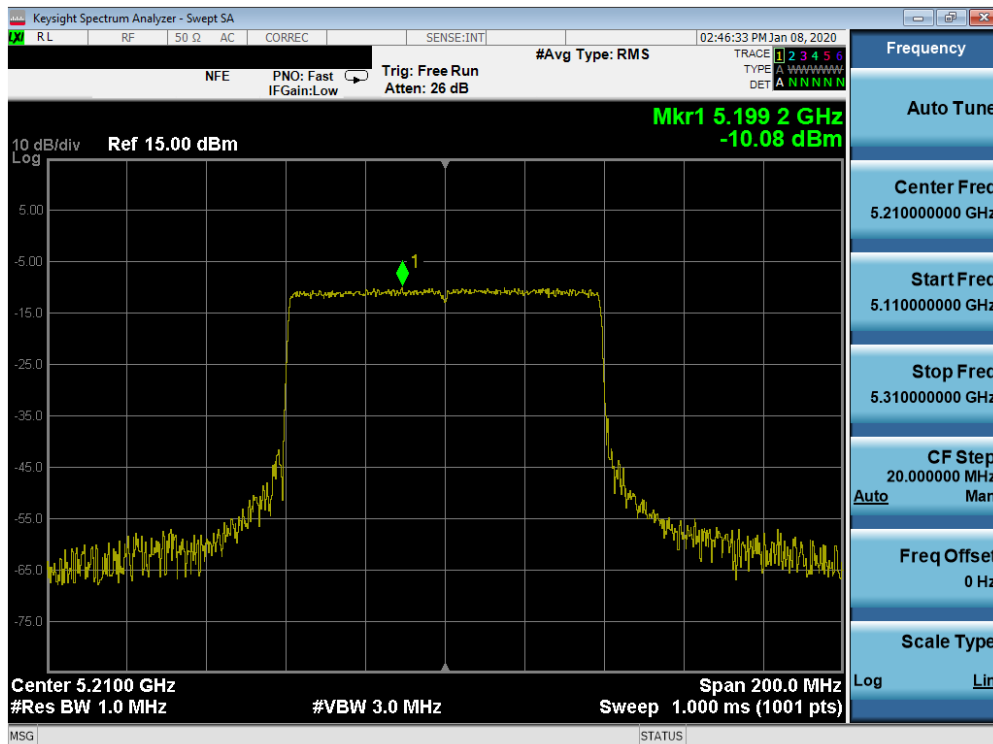 Keysight Spectrum Analyzer - Swept SA
LXI RL RF 50 Ω AC CORREC SENSE:INT 02:46:33 PM Jan 08, 2020
NFE PNO: Fast IFGain:Low
Trig: Free Run
Atten: 26 dB
#Avg Type: RMS
TRACE 1 2 3 4 5 6
TYPE A WWWWW
DET A N N N N N
Mkr1 5.199 2 GHz
-10.08 dBm
10 dB/div
Log
Ref 15.00 dBm
1
5.00
-5.00
-15.0
-25.0
-35.0
-45.0
-55.0
-65.0
-75.0
Center 5.2100 GHz
Span 200.0 MHz
#Res BW 1.0 MHz
#VBW 3.0 MHz
Sweep 1.000 ms (1001 pts)
MSG
STATUS
Frequency
Auto Tune
Center Freq
5.210000000 GHz
Start Freq
5.110000000 GHz
Stop Freq
5.310000000 GHz
CF Step
20.000000 MHz
Auto Man
Freq Offset
0 Hz
Scale Type
Log Lin